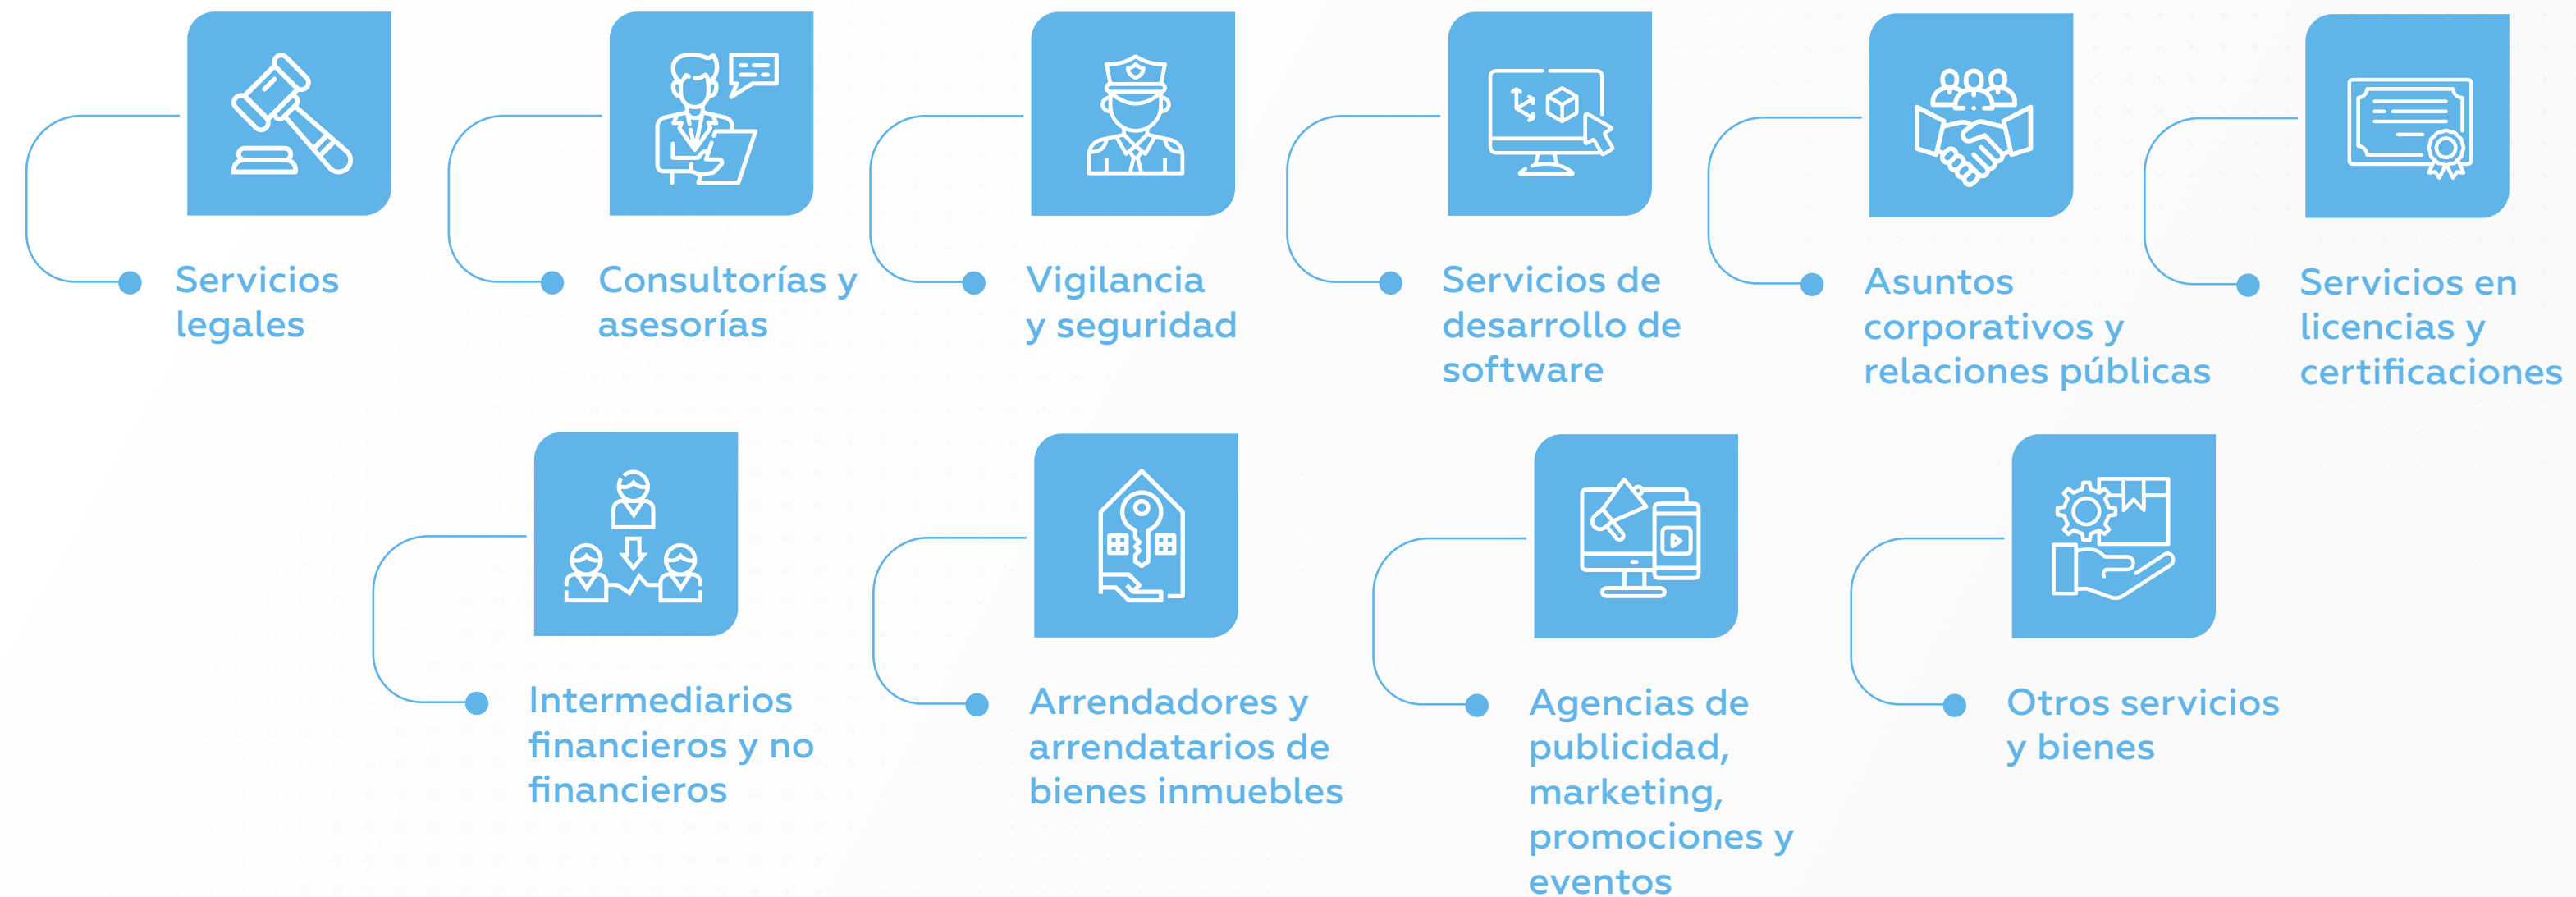 Servicios
legales
Consultorías y
asesorías
Vigilancia
y seguridad
Servicios de
desarrollo de
software
Asuntos
corporativos y
relaciones públicas
Servicios en
licencias y
certificaciones
Intermediarios
financieros y no
financieros
Arrendadores y
arrendatarios de
bienes inmuebles
Agencias de
publicidad,
marketing,
promociones y
eventos
Otros servicios
y bienes